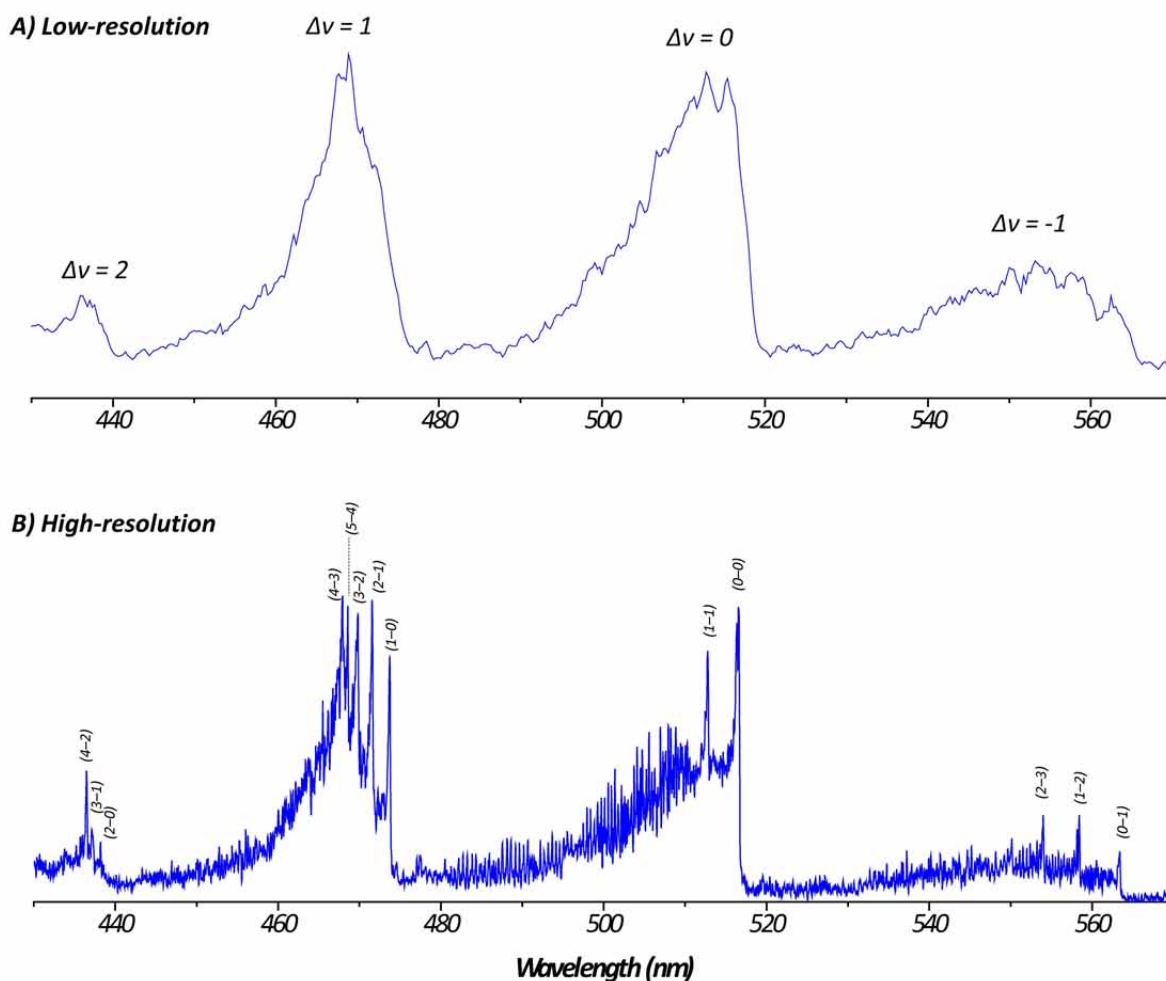 A) Low-resolution
Δv = 1
Δv = 0
Δv = -1
Δv = 2
440 460 480 500 520 540 560
B) High-resolution
(5–4)
(4–3)
(3–2)
(2–1)
(1–0)
(0–0)
(1–1)
(4–2)
(3–1)
(2–0)
(2–3)
(1–2)
(0–1)
440 460 480 500 520 540 560
Wavelength (nm)